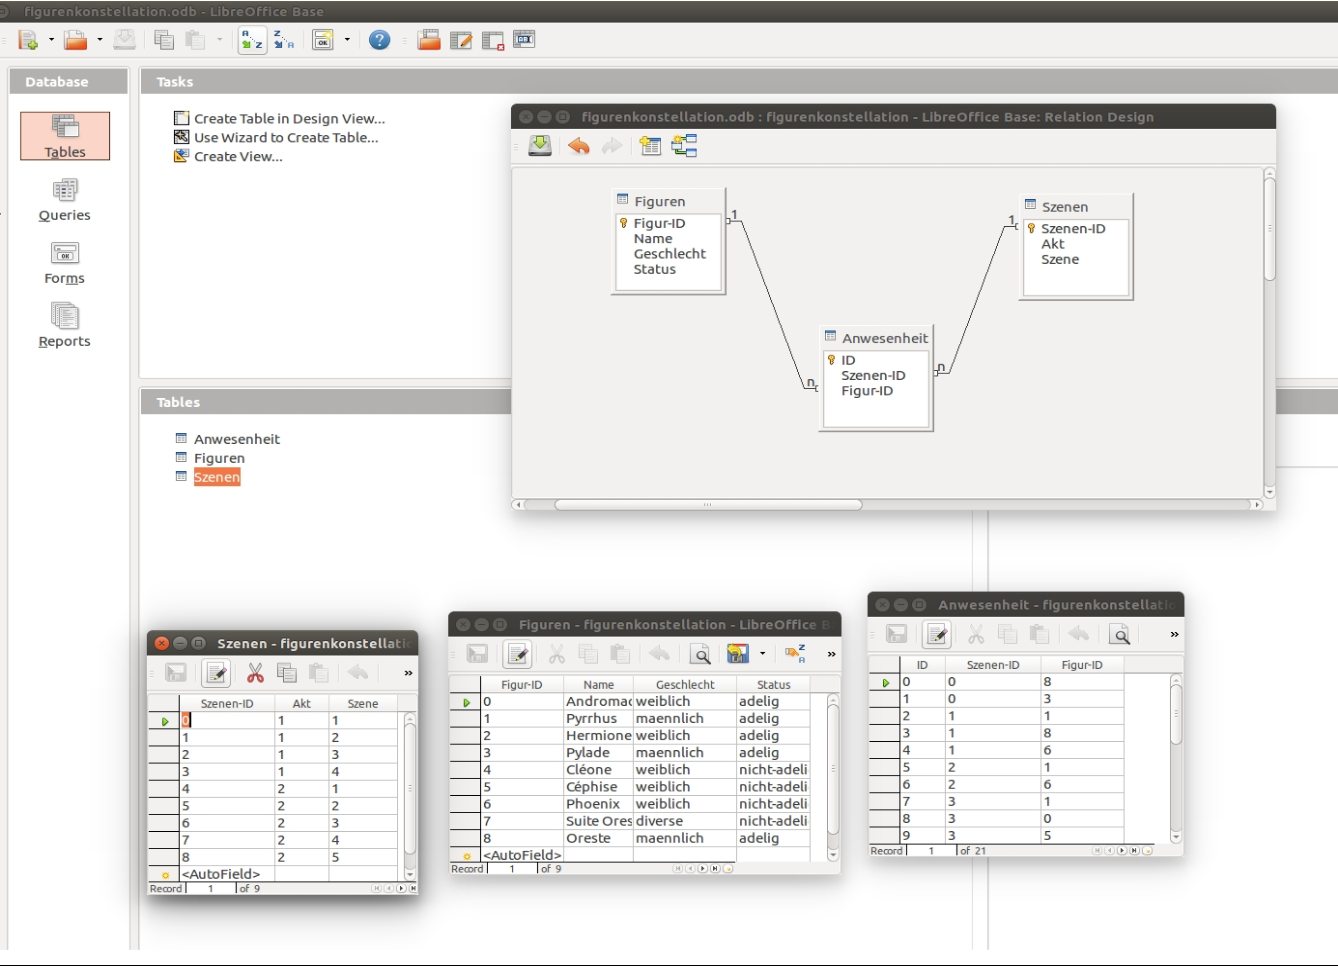 figurenkonstellation.odb - LibreOffice Base
Database
Tables
Queries
Forms
Reports
Tasks
Create Table in Design View...
Use Wizard to Create Table...
Create View...
Tables
Anwesenheit
Figuren
Szenen
figurenkonstellation.odb : figurenkonstellation - LibreOffice Base: Relation Design
Figuren
Figur-ID
Name
Geschlecht
Status
1
n
Szenen
Szenen-ID
Akt
Szene
1
n
Anwesenheit
ID
Szenen-ID
Figur-ID
Szenen - figurenkonstellatic
Szenen-ID Akt Szene
0 1 1
1 1 2
2 1 3
3 1 4
4 2 1
5 2 2
6 2 3
7 2 4
8 2 5
<AutoField>
Record 1 of 9
Figuren - figurenkonstellation - LibreOffice B
Figur-ID Name Geschlecht Status
0 Andromac weiblich adelig
1 Pyrrhus maennlich adelig
2 Hermione weiblich adelig
3 Pylade maennlich adelig
4 Cléone weiblich nicht-adeli
5 Céphise weiblich nicht-adeli
6 Phoenix weiblich nicht-adeli
7 Suite Ores diverse nicht-adeli
8 Oreste maennlich adelig
<AutoField>
Record 1 of 9
Anwesenheit - figurenkonstellatio
ID Szenen-ID Figur-ID
0 0 8
1 0 3
2 1 1
3 1 8
4 1 6
5 2 1
6 2 6
7 3 1
8 3 0
9 3 5
Record 1 of 21